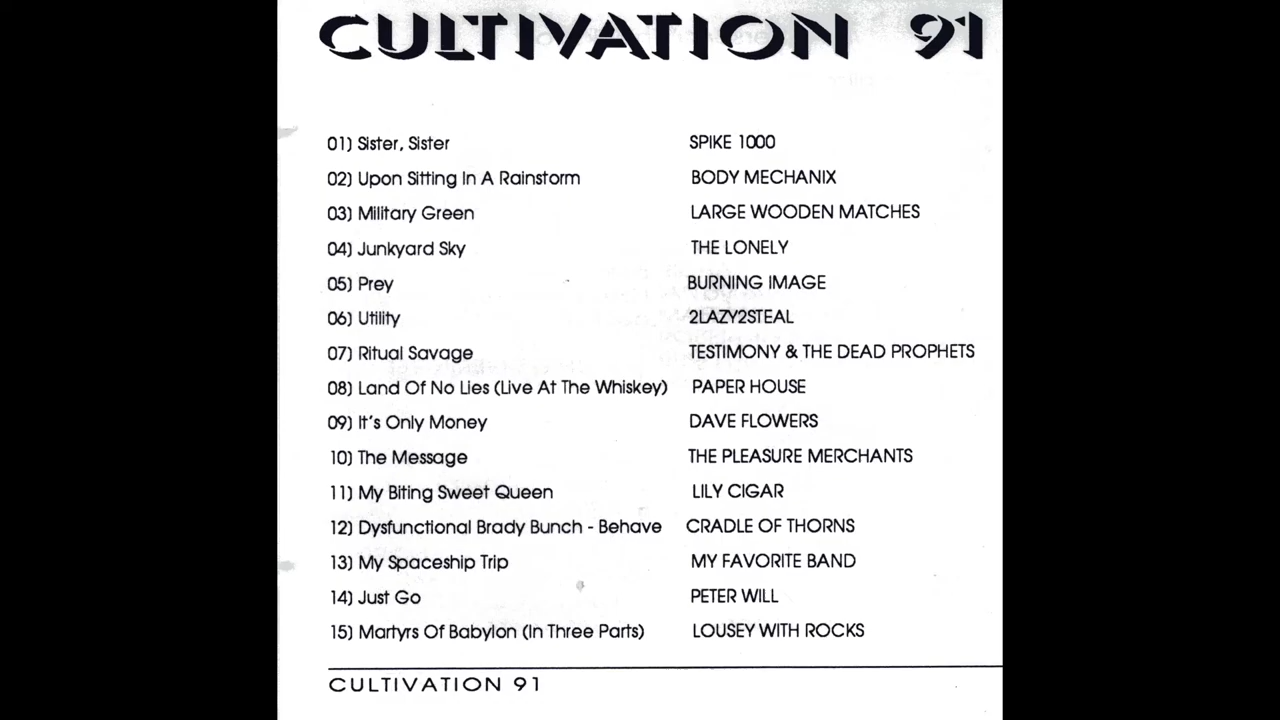 CULTIVATION 91
01) Sister, Sister SPIKE 1000
02) Upon Sitting In A Rainstorm BODY MECHANIX
03) Military Green LARGE WOODEN MATCHES
04) Junkyard Sky THE LONELY
05) Prey BURNING IMAGE
06) Utility 2LAZY2STEAL
07) Ritual Savage TESTIMONY & THE DEAD PROPHETS
08) Land Of No Lies (Live At The Whiskey) PAPER HOUSE
09) It's Only Money DAVE FLOWERS
10) The Message THE PLEASURE MERCHANTS
11) My Biting Sweet Queen LILY CIGAR
12) Dysfunctional Brady Bunch - Behave CRADLE OF THORNS
13) My Spaceship Trip MY FAVORITE BAND
14) Just Go PETER WILL
15) Martyrs Of Babylon (In Three Parts) LOUSEY WITH ROCKS
CULTIVATION 91